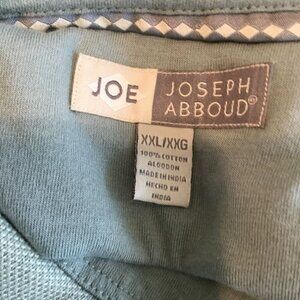 JOE JOSEPH ABBOUD®
XXL/XXG
100% COTTON
ALGODON
MADE IN INDIA
HECHO EN
INDIA